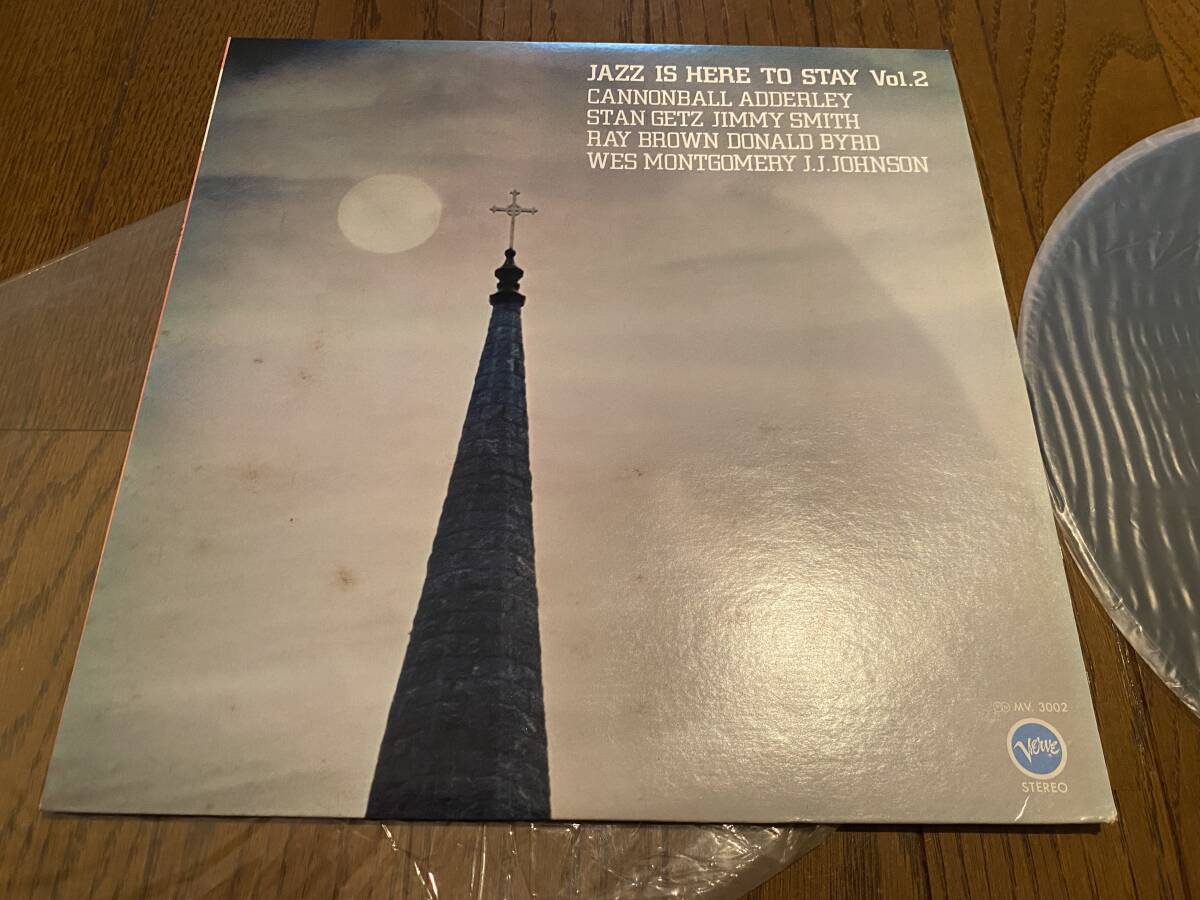 JAZZ IS HERE TO STAY Vol.2
CANNONBALL ADDERLEY
STAN GETZ JIMMY SMITH
RAY BROWN DONALD BYRD
WES MONTGOMERY J.J.JOHNSON
MV. 3002
Verve
STEREO